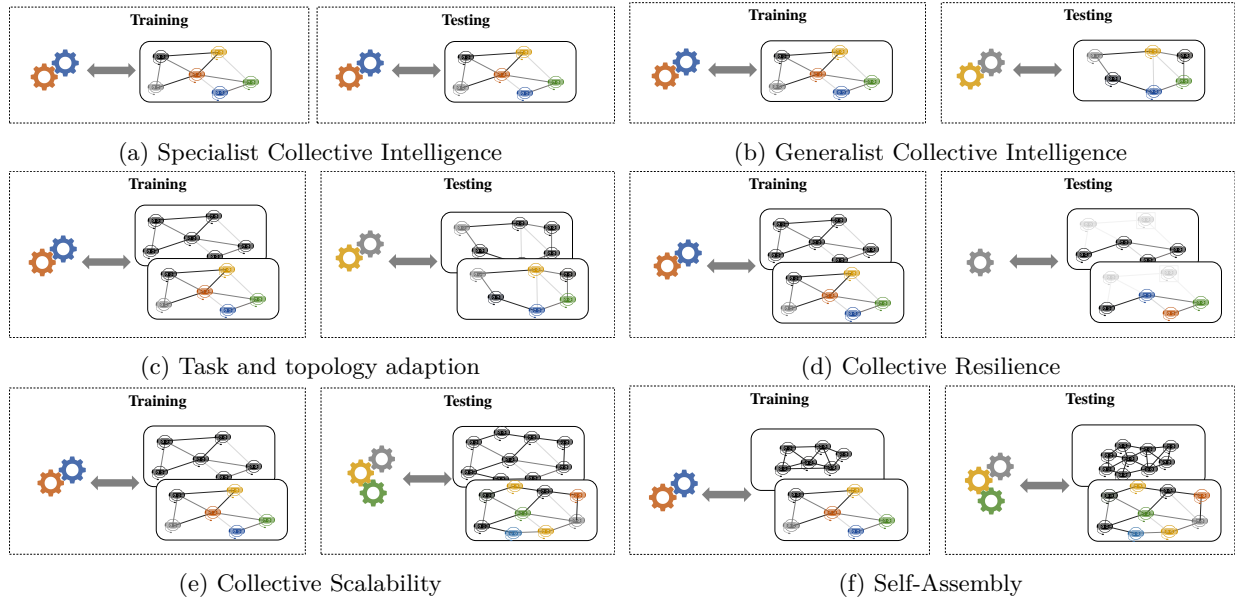 Training
Testing
Training
Testing
(a) Specialist Collective Intelligence
(b) Generalist Collective Intelligence
Training
Testing
Training
Testing
(c) Task and topology adaption
(d) Collective Resilience
Training
Testing
Training
Testing
(e) Collective Scalability
(f) Self-Assembly